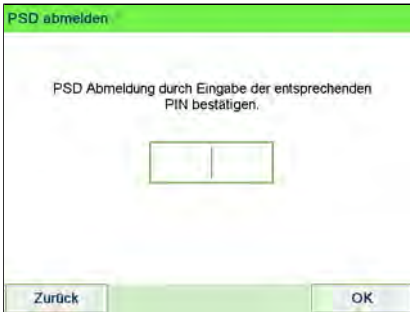 PSD abmelden
PSD Abmeldung durch Eingabe der entsprechenden
PIN bestätigen.
Zurück
OK